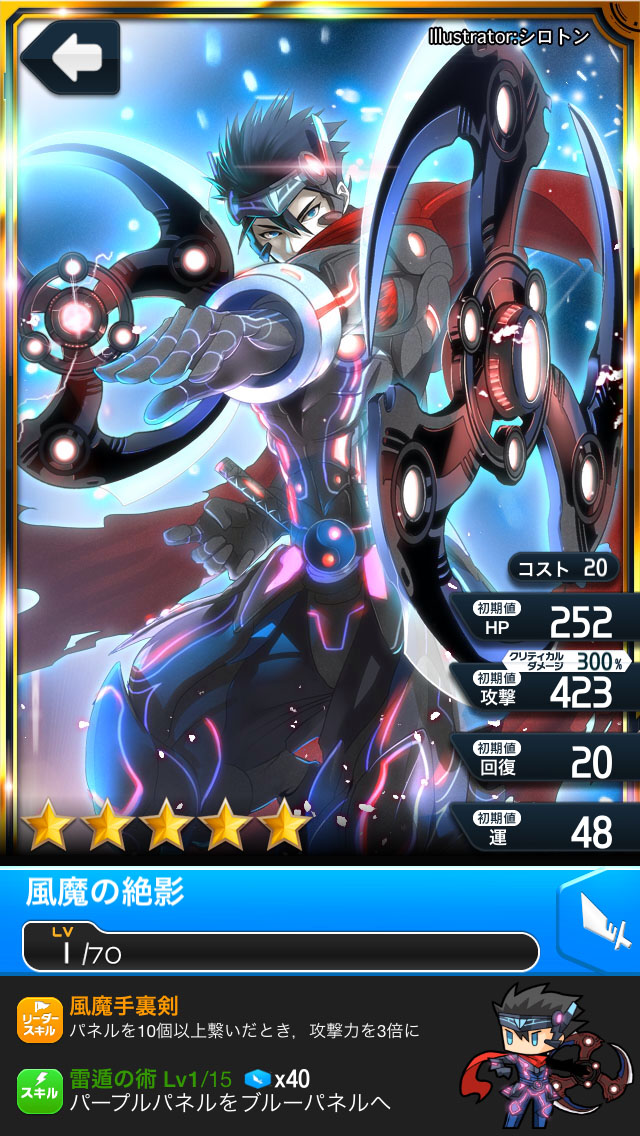 Illustrator:シロトン
コスト 20
初期値
HP 252
クリティカル
ダメージ 300%
初期値
攻撃 423
初期値
回復 20
初期値
運 48
風魔の絶影
LV
1/70
リーダー
スキル
風魔手裏剣
パネルを10個以上繋いだとき，攻撃力を3倍に
スキル
雷遁の術 Lv1/15 x40
パープルパネルをブルーパネルへ